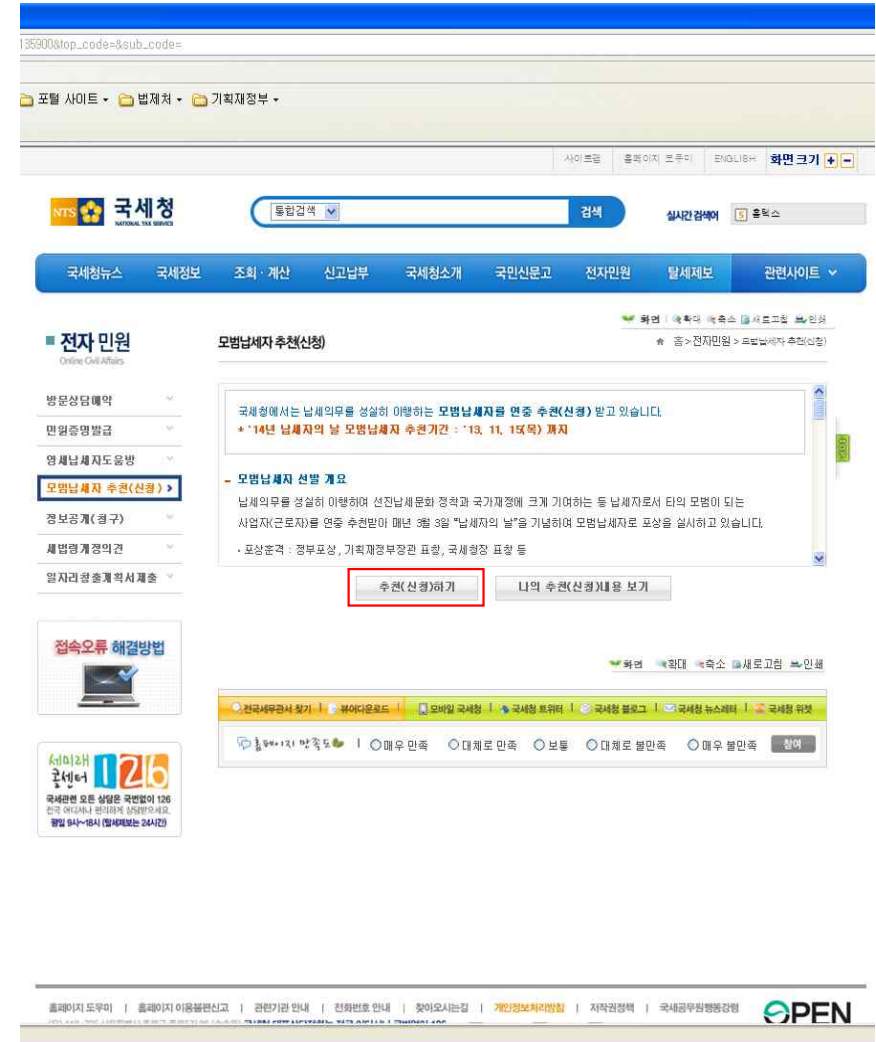 135900&top_code=&sub_code=
포털 사이트 법제처 기획재정부
사이트맵 홈페이지 도우미 ENGLISH 화면크기 + -
NTS 국세청 NATIONAL TAX SERVICE 통합검색 검색 실시간 검색어 5 홈택스
국세청뉴스 국세정보 조회 · 계산 신고납부 국세청소개 국민신문고 전자민원 탈세제보 관련사이트
화면 확대 축소 새로고침 인쇄
전자 민원 모범납세자 추천(신청) 홈>전자민원 > 모범납세자 추천(신청)
Online Civil Affairs
방문상담예약
민원증명발급
영세납세자도움방
모범납세자 추천(신청)
정보공개(청구)
세법령개정의견
일자리창출계획서제출
국세청에서는 납세의무를 성실히 이행하는 모범납세자를 연중 추천(신청) 받고 있습니다.
* '14년 납세자의 날 모범납세자 추천기간 : '13. 11. 15(목) 까지
- 모범납세자 선발 개요
납세의무를 성실히 이행하여 선진납세문화 정착과 국가재정에 크게 기여하는 등 납세자로서 타의 모범이 되는
사업자(근로자)를 연중 추천받아 매년 3월 3일 "납세자의 날"을 기념하여 모범납세자로 포상을 실시하고 있습니다.
· 포상훈격 : 정부포상, 기획재정부장관 표창, 국세청장 표창 등
추천(신청)하기 나의 추천(신청)내용 보기
접속오류 해결방법
화면 확대 축소 새로고침 인쇄
전국세무관서 찾기 뷰어다운로드 모바일 국세청 국세청 트위터 국세청 블로그 국세청 뉴스레터 국세청 위젯
홈페이지 만족도 매우 만족 대체로 만족 보통 대체로 불만족 매우 불만족 참여
세미래 콜센터 126
국세관련 모든 상담은 국번없이 126
전국 어디서나 편리하게 상담받으세요.
평일 9시~18시 (탈세제보는 24시간)
홈페이지 도우미 | 홈페이지 이용불편신고 | 관련기관 안내 | 전화번호 안내 | 찾아오시는길 | 개인정보처리방침 | 저작권정책 | 국세공무원행동강령
OPEN